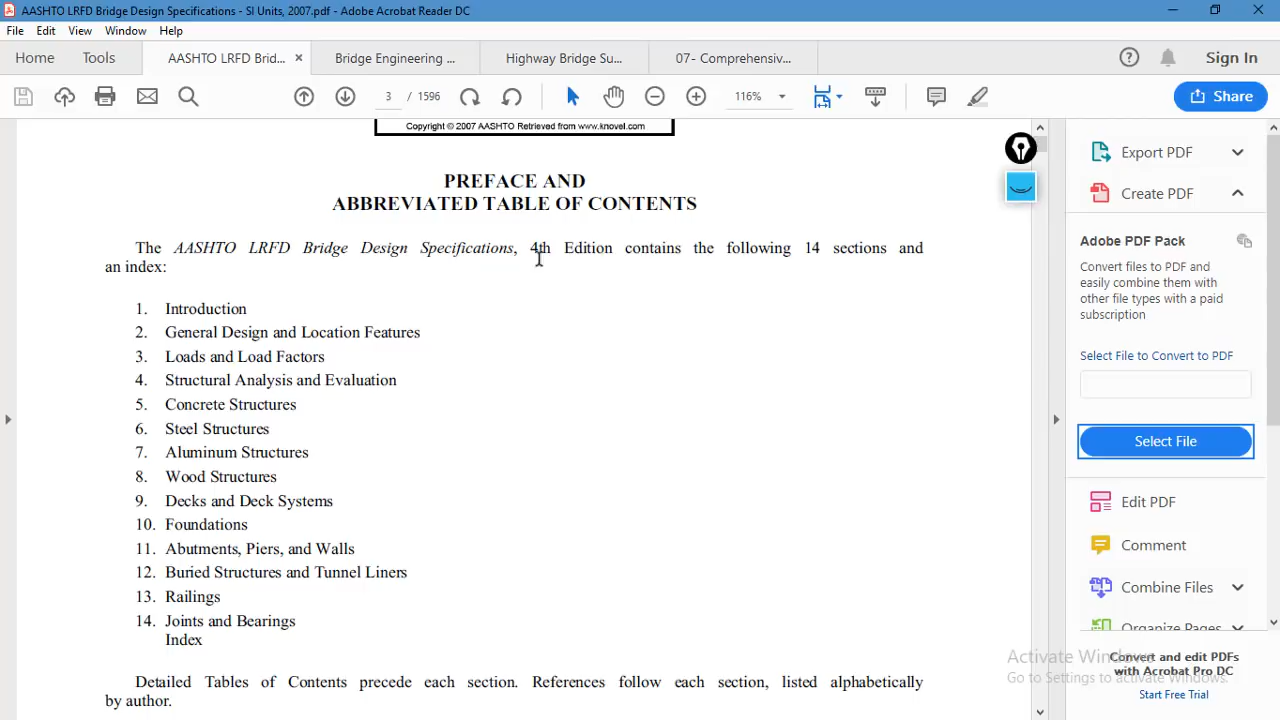 AASHTO LRFD Bridge Design Specifications - SI Units, 2007.pdf - Adobe Acrobat Reader DC
File Edit View Window Help
Home Tools AASHTO LRFD Brid... × Bridge Engineering ... Highway Bridge Su... 07- Comprehensiv... Sign In
3 / 1596 116% Share
Copyright © 2007 AASHTO Retrieved from www.knovel.com
PREFACE AND
ABBREVIATED TABLE OF CONTENTS
The AASHTO LRFD Bridge Design Specifications, 4th Edition contains the following 14 sections and
an index:
1. Introduction
2. General Design and Location Features
3. Loads and Load Factors
4. Structural Analysis and Evaluation
5. Concrete Structures
6. Steel Structures
7. Aluminum Structures
8. Wood Structures
9. Decks and Deck Systems
10. Foundations
11. Abutments, Piers, and Walls
12. Buried Structures and Tunnel Liners
13. Railings
14. Joints and Bearings
Index
Detailed Tables of Contents precede each section. References follow each section, listed alphabetically
by author.
Export PDF
Create PDF
Adobe PDF Pack
Convert files to PDF and
easily combine them with
other file types with a paid
subscription
Select File to Convert to PDF
Select File
Edit PDF
Comment
Combine Files
Organize Pages
Convert and edit PDFs
with Acrobat Pro DC
Start Free Trial
Activate Windows
Go to Settings to activate Windows.